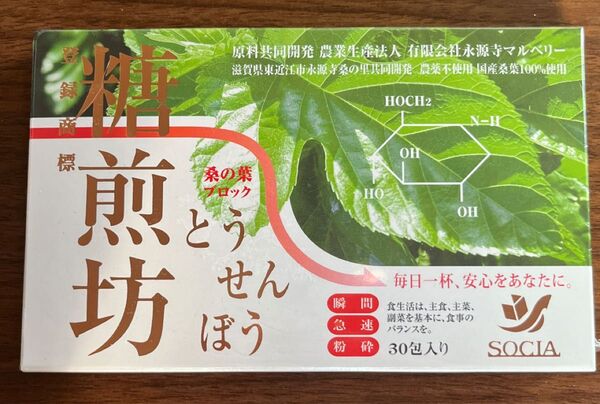 登録商標
糖煎坊
原料共同開発 農業生産法人 有限会社永源寺マルベリー
滋賀県東近江市永源寺桑の里共同開発 農薬不使用 国産桑葉100%使用
HOCH2
N-H
OH
HO
OH
桑の葉
ブロック
とう
せん
ぼう
毎日一杯、安心をあなたに。
瞬間
急速
粉砕
食生活は、主食、主菜、
副菜を基本に、食事の
バランスを。
30包入り
SOCIA